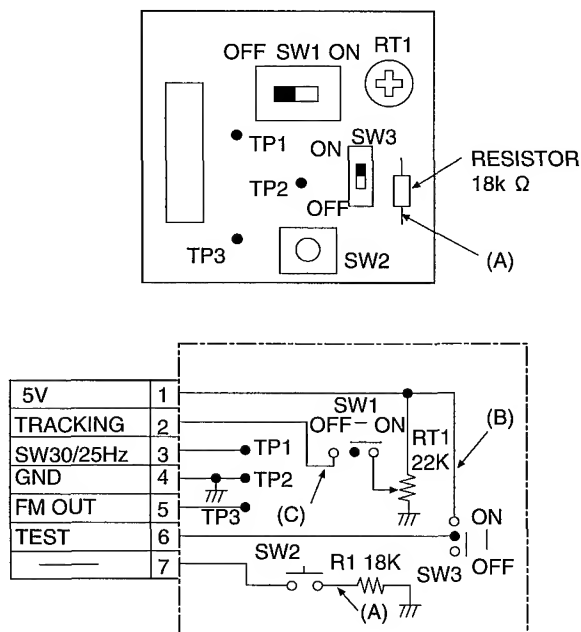 OFF SW1 ON
RT1
TP1
SW3
ON
TP2
OFF
RESISTOR
18k Ω
(A)
TP3
SW2
5V 1
TRACKING 2
SW30/25Hz 3
GND 4
FM OUT 5
TEST 6
7
TP1
TP2
TP3
SW1
OFF ON
RT1
22K
(B)
(C)
ON
SW3 OFF
SW2
R1 18K
(A)